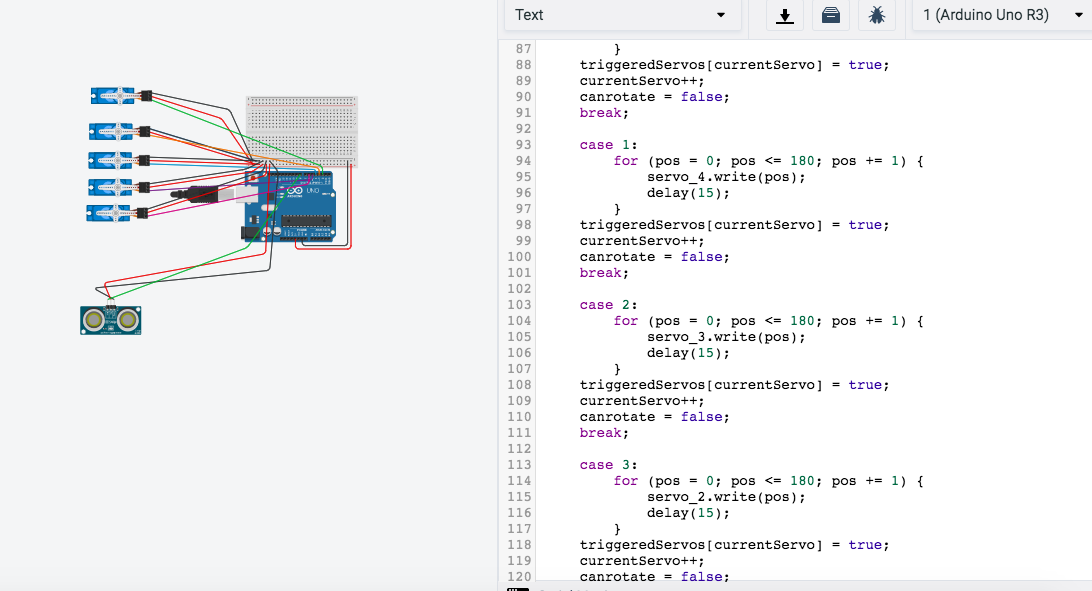 Text
1 (Arduino Uno R3)
87 }
88 triggeredServos[currentServo] = true;
89 currentServo++;
90 canrotate = false;
91 break;
92
93 case 1:
94 for (pos = 0; pos <= 180; pos += 1) {
95 servo_4.write(pos);
96 delay(15);
97 }
98 triggeredServos[currentServo] = true;
99 currentServo++;
100 canrotate = false;
101 break;
102
103 case 2:
104 for (pos = 0; pos <= 180; pos += 1) {
105 servo_3.write(pos);
106 delay(15);
107 }
108 triggeredServos[currentServo] = true;
109 currentServo++;
110 canrotate = false;
111 break;
112
113 case 3:
114 for (pos = 0; pos <= 180; pos += 1) {
115 servo_2.write(pos);
116 delay(15);
117 }
118 triggeredServos[currentServo] = true;
119 currentServo++;
120 canrotate = false;
UNO